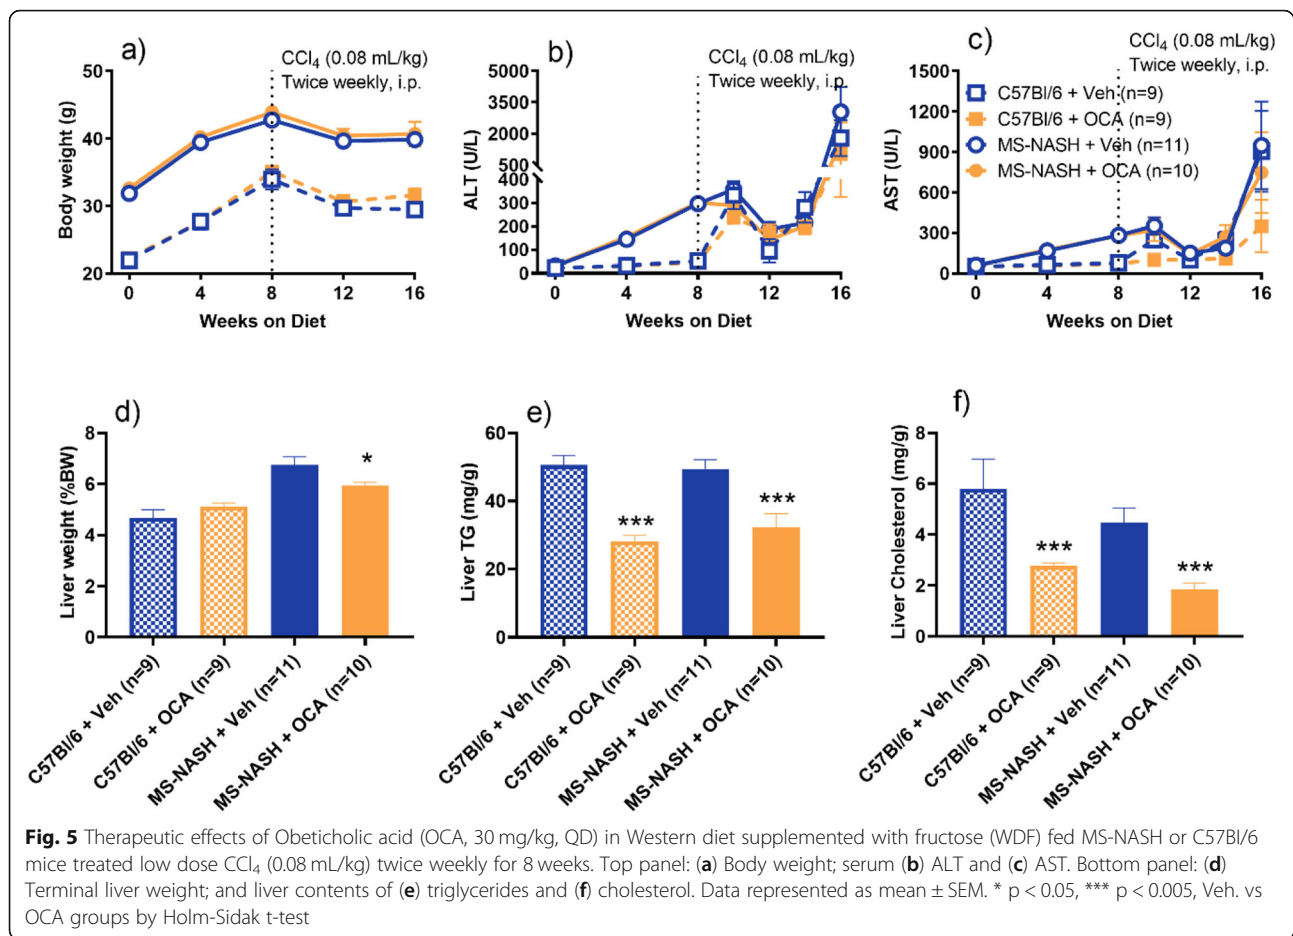 a)
CCl₄ (0.08 mL/kg)
Twice weekly, i.p.
Body weight (g)
50
40
30
20
0 4 8 12 16
Weeks on Diet
b)
CCl₄ (0.08 mL/kg)
Twice weekly, i.p.
ALT (U/L)
5000
3500
2000
500
400
300
200
100
0
0 4 8 12 16
Weeks on Diet
c)
CCl₄ (0.08 mL/kg)
Twice weekly, i.p.
AST (U/L)
1500
1200
900
600
300
0
0 4 8 12 16
Weeks on Diet
C57Bl/6 + Veh (n=9)
C57Bl/6 + OCA (n=9)
MS-NASH + Veh (n=11)
MS-NASH + OCA (n=10)
d)
Liver weight (%BW)
8
6
4
2
0
*
C57Bl/6 + Veh (n=9)
C57Bl/6 + OCA (n=9)
MS-NASH + Veh (n=11)
MS-NASH + OCA (n=10)
e)
Liver TG (mg/g)
60
40
20
0
***
***
C57Bl/6 + Veh (n=9)
C57Bl/6 + OCA (n=9)
MS-NASH + Veh (n=11)
MS-NASH + OCA (n=10)
f)
Liver Cholesterol (mg/g)
8
6
4
2
0
***
***
C57Bl/6 + Veh (n=9)
C57Bl/6 + OCA (n=9)
MS-NASH + Veh (n=11)
MS-NASH + OCA (n=10)
Fig. 5 Therapeutic effects of Obeticholic acid (OCA, 30 mg/kg, QD) in Western diet supplemented with fructose (WDF) fed MS-NASH or C57Bl/6
mice treated low dose CCl₄ (0.08 mL/kg) twice weekly for 8 weeks. Top panel: (a) Body weight; serum (b) ALT and (c) AST. Bottom panel: (d)
Terminal liver weight; and liver contents of (e) triglycerides and (f) cholesterol. Data represented as mean ± SEM. * p < 0.05, *** p < 0.005, Veh. vs
OCA groups by Holm-Sidak t-test